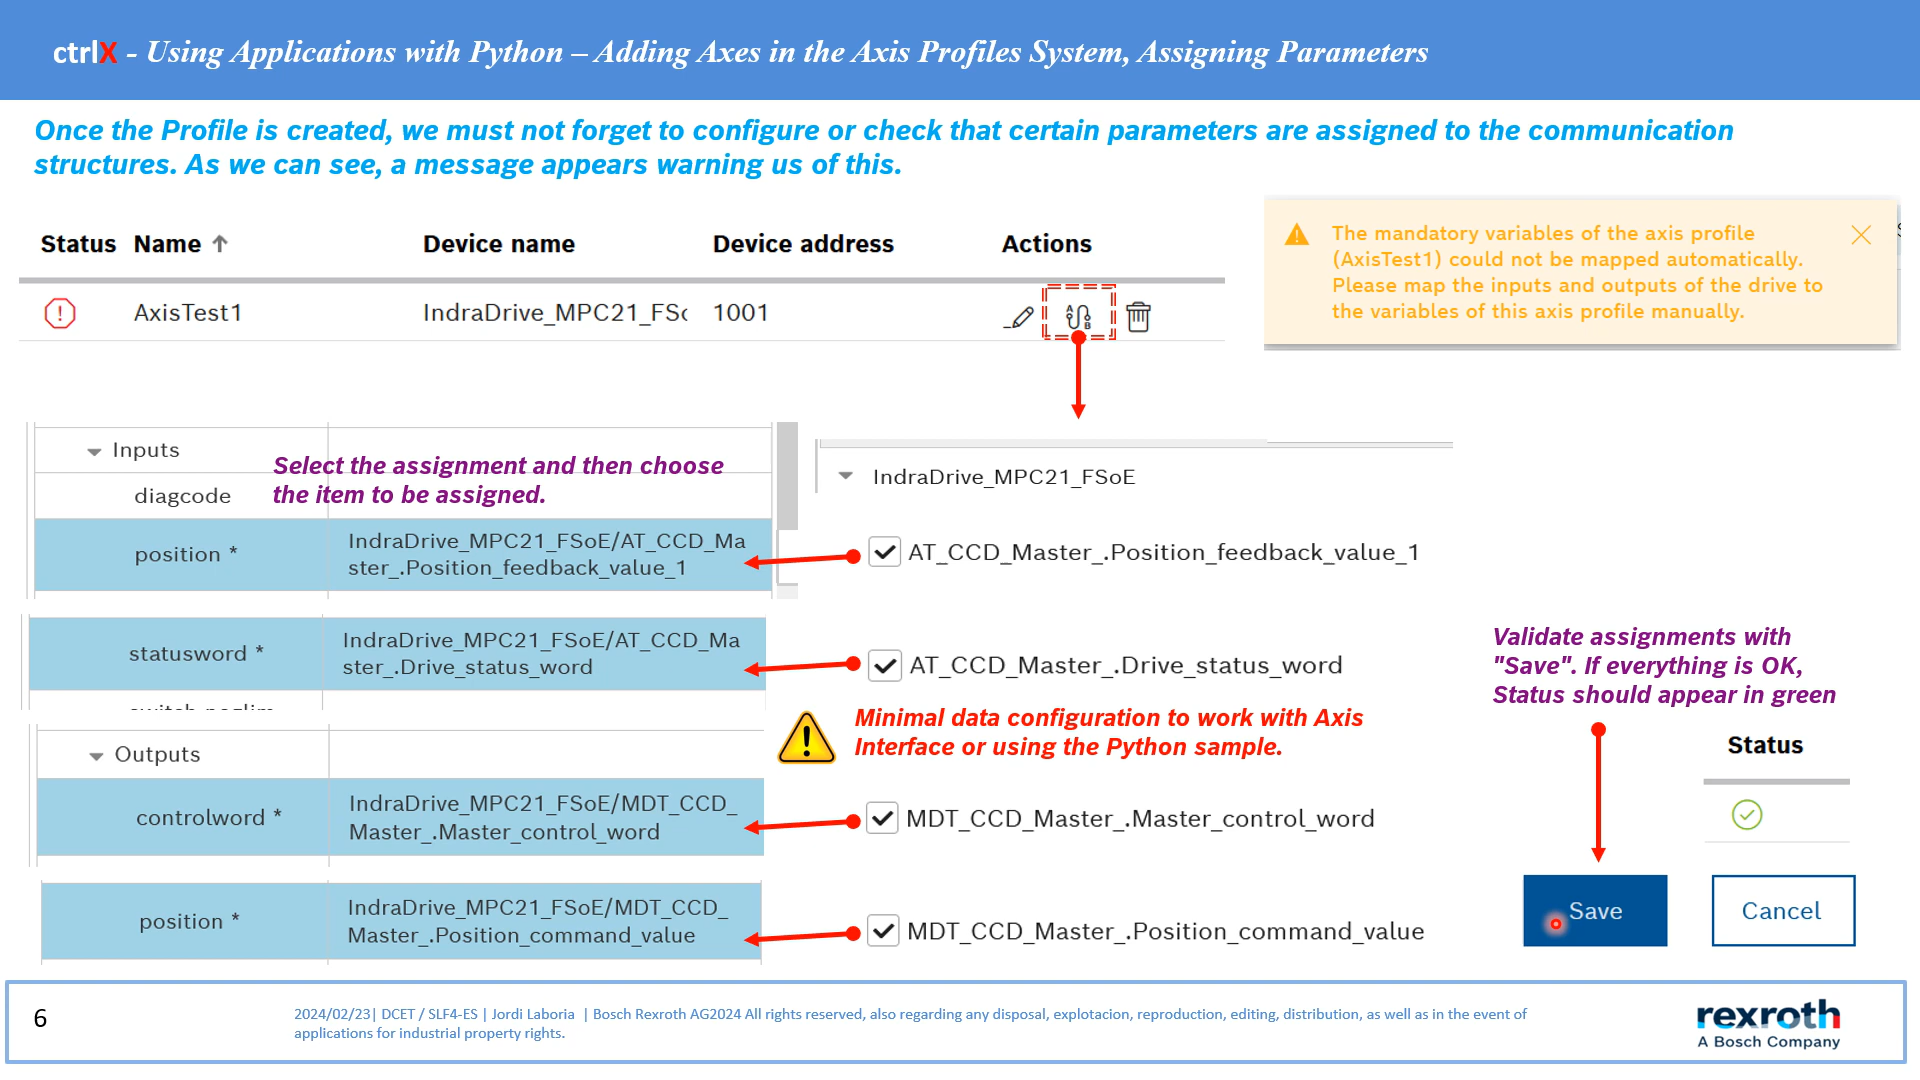 ctrlX - Using Applications with Python – Adding Axes in the Axis Profiles System, Assigning Parameters
Once the Profile is created, we must not forget to configure or check that certain parameters are assigned to the communication
structures. As we can see, a message appears warning us of this.
Status Name Device name Device address Actions
AxisTest1 IndraDrive_MPC21_FS 1001
The mandatory variables of the axis profile
(AxisTest1) could not be mapped automatically.
Please map the inputs and outputs of the drive to
the variables of this axis profile manually.
Inputs
diagcode
Select the assignment and then choose
the item to be assigned.
IndraDrive_MPC21_FSoE
position *
IndraDrive_MPC21_FSoE/AT_CCD_Ma
ster_.Position_feedback_value_1
AT_CCD_Master_.Position_feedback_value_1
statusword *
IndraDrive_MPC21_FSoE/AT_CCD_Ma
ster_.Drive_status_word
AT_CCD_Master_.Drive_status_word
Validate assignments with
"Save". If everything is OK,
Status should appear in green
Minimal data configuration to work with Axis
Interface or using the Python sample.
Outputs
controlword *
IndraDrive_MPC21_FSoE/MDT_CCD_
Master_.Master_control_word
MDT_CCD_Master_.Master_control_word
Status
position *
IndraDrive_MPC21_FSoE/MDT_CCD_
Master_.Position_command_value
MDT_CCD_Master_.Position_command_value
Save
Cancel
6
2024/02/23| DCET / SLF4-ES | Jordi Laboria | Bosch Rexroth AG2024 All rights reserved, also regarding any disposal, explotacion, reproduction, editing, distribution, as well as in the event of
applications for industrial property rights.
rexroth
A Bosch Company